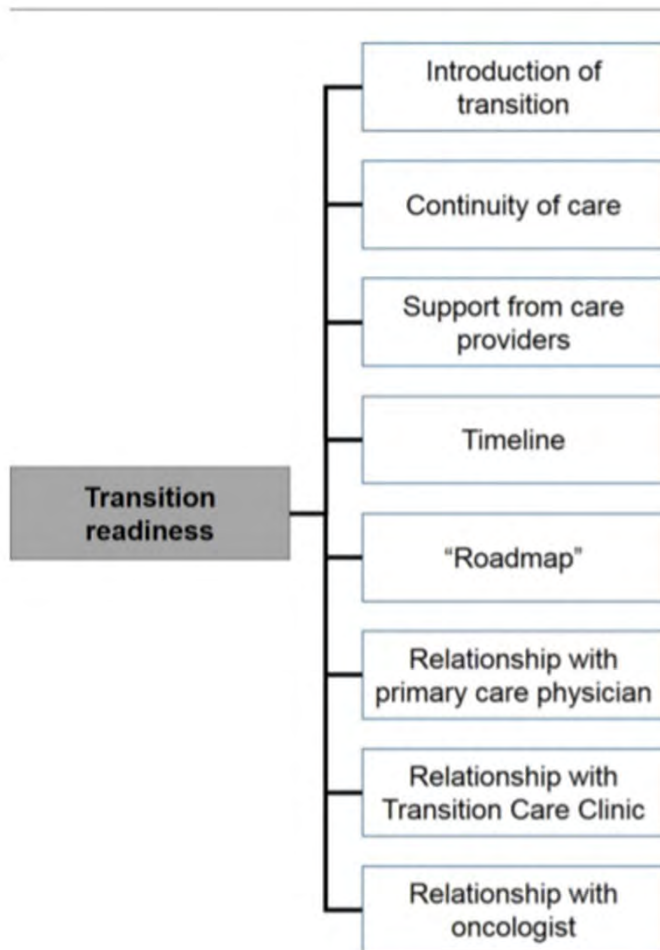 Introduction of
transition
Continuity of care
Support from care
providers
Timeline
Transition
readiness
“Roadmap”
Relationship with
primary care physician
Relationship with
Transition Care Clinic
Relationship with
oncologist